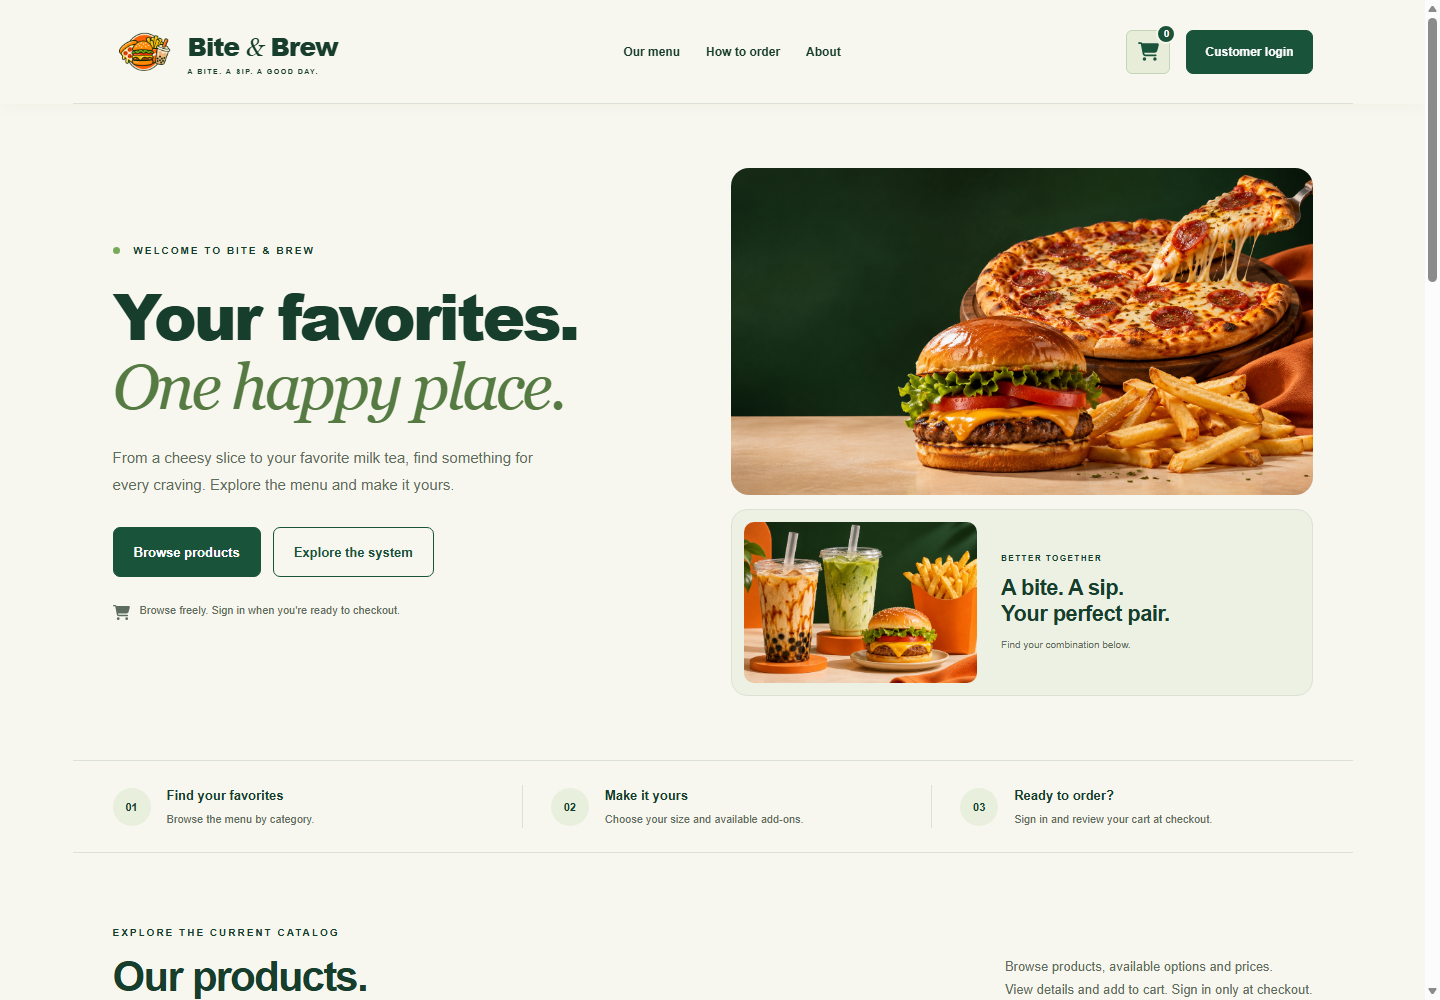 Bite & Brew
A BITE. A SIP. A GOOD DAY.
Our menu
How to order
About
0
Customer login
WELCOME TO BITE & BREW
Your favorites.
One happy place.
From a cheesy slice to your favorite milk tea, find something for
every craving. Explore the menu and make it yours.
Browse products
Explore the system
Browse freely. Sign in when you're ready to checkout.
BETTER TOGETHER
A bite. A sip.
Your perfect pair.
Find your combination below.
01
Find your favorites
Browse the menu by category.
02
Make it yours
Choose your size and available add-ons.
03
Ready to order?
Sign in and review your cart at checkout.
EXPLORE THE CURRENT CATALOG
Our products.
Browse products, available options and prices.
View details and add to cart. Sign in only at checkout.